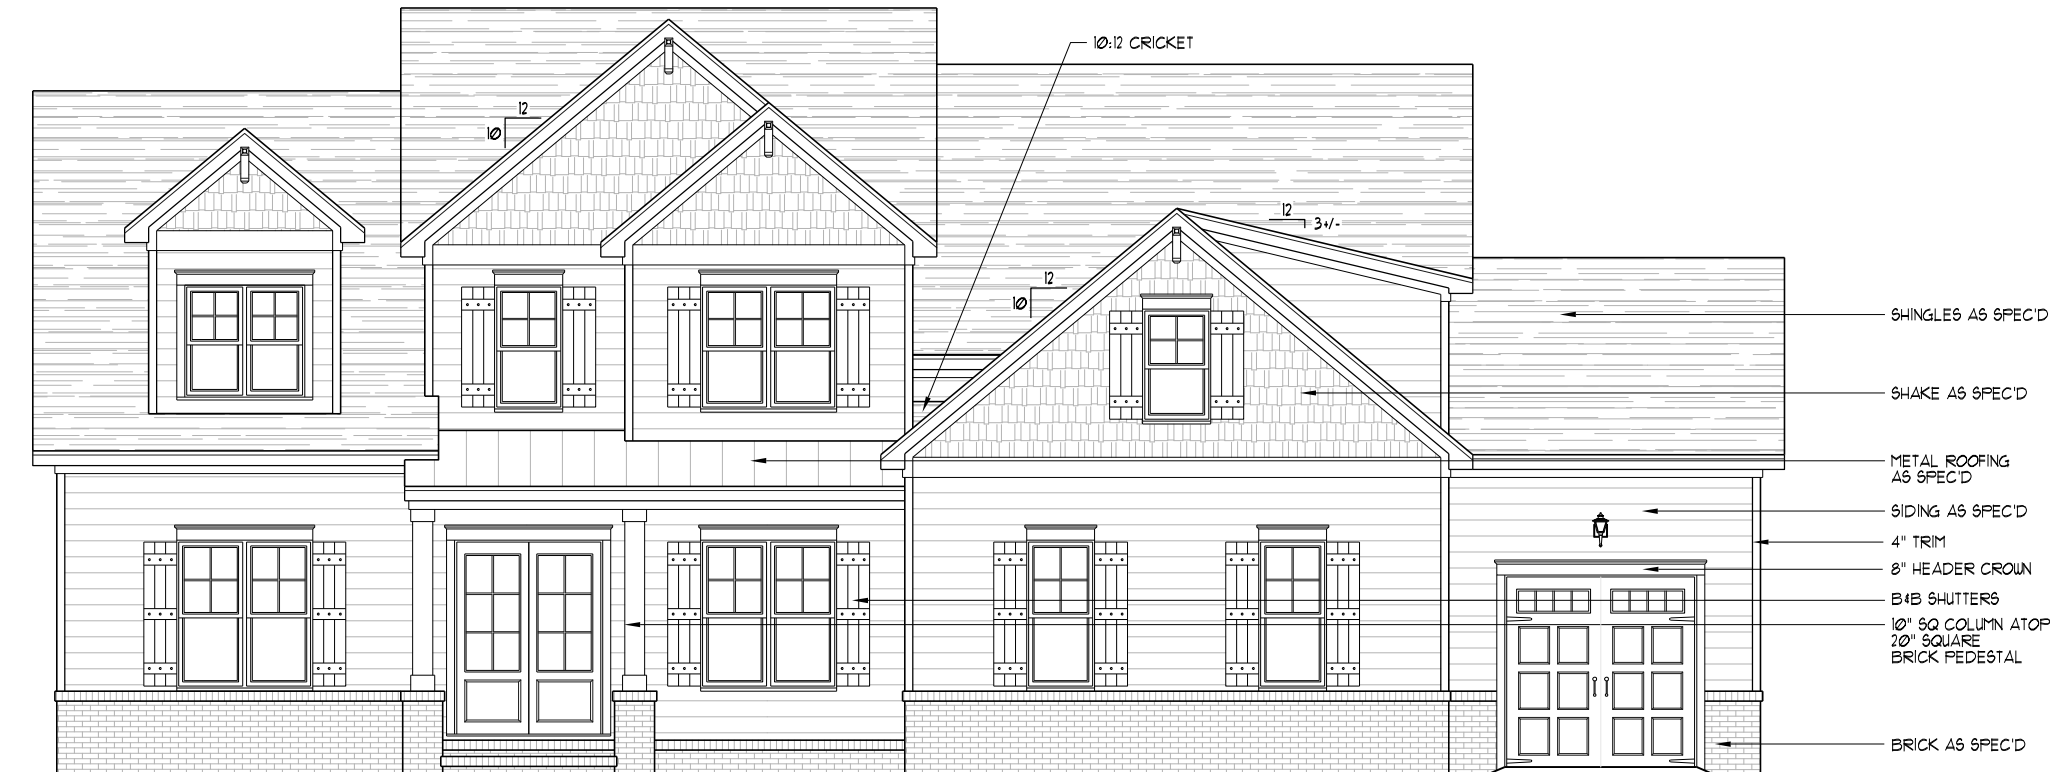 10:12 CRICKET
12
10
12
3+/-
12
10
SHINGLES AS SPEC'D
SHAKE AS SPEC'D
METAL ROOFING
AS SPEC'D
SIDING AS SPEC'D
4" TRIM
8" HEADER CROWN
B&B SHUTTERS
10" SQ COLUMN ATOP
20" SQUARE
BRICK PEDESTAL
BRICK AS SPEC'D